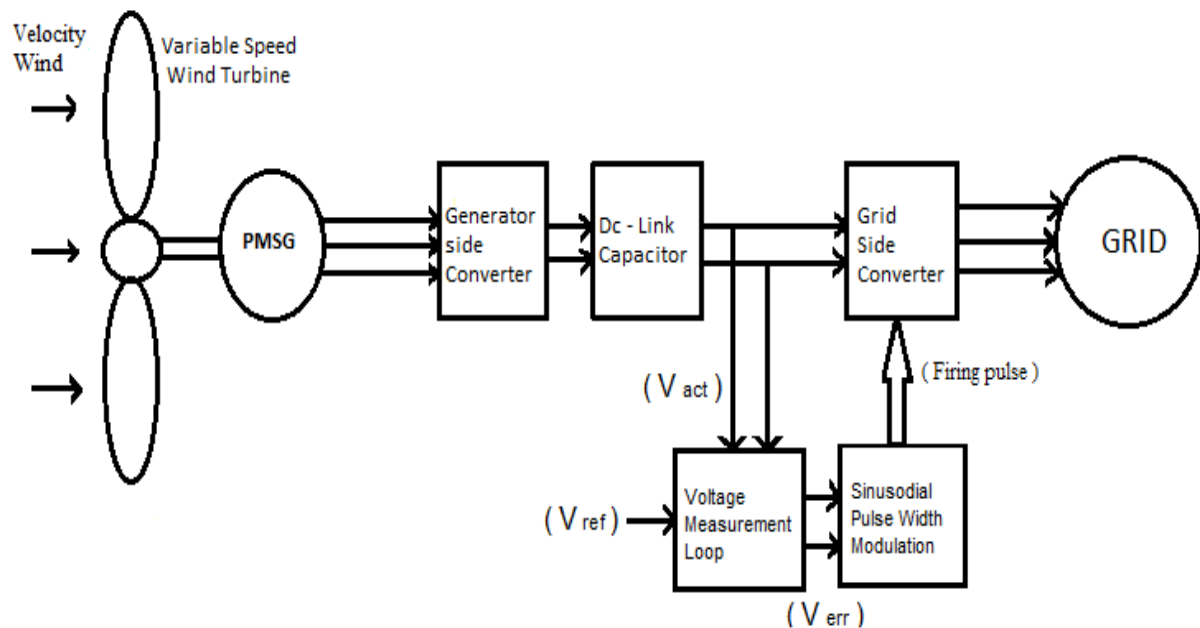 Velocity
Wind
Variable Speed
Wind Turbine
PMSG
Generator
side
Converter
Dc - Link
Capacitor
Grid
Side
Converter
GRID
( V act )
( Firing pulse )
( V ref )
Voltage
Measurement
Loop
Sinusodial
Pulse Width
Modulation
( V err )